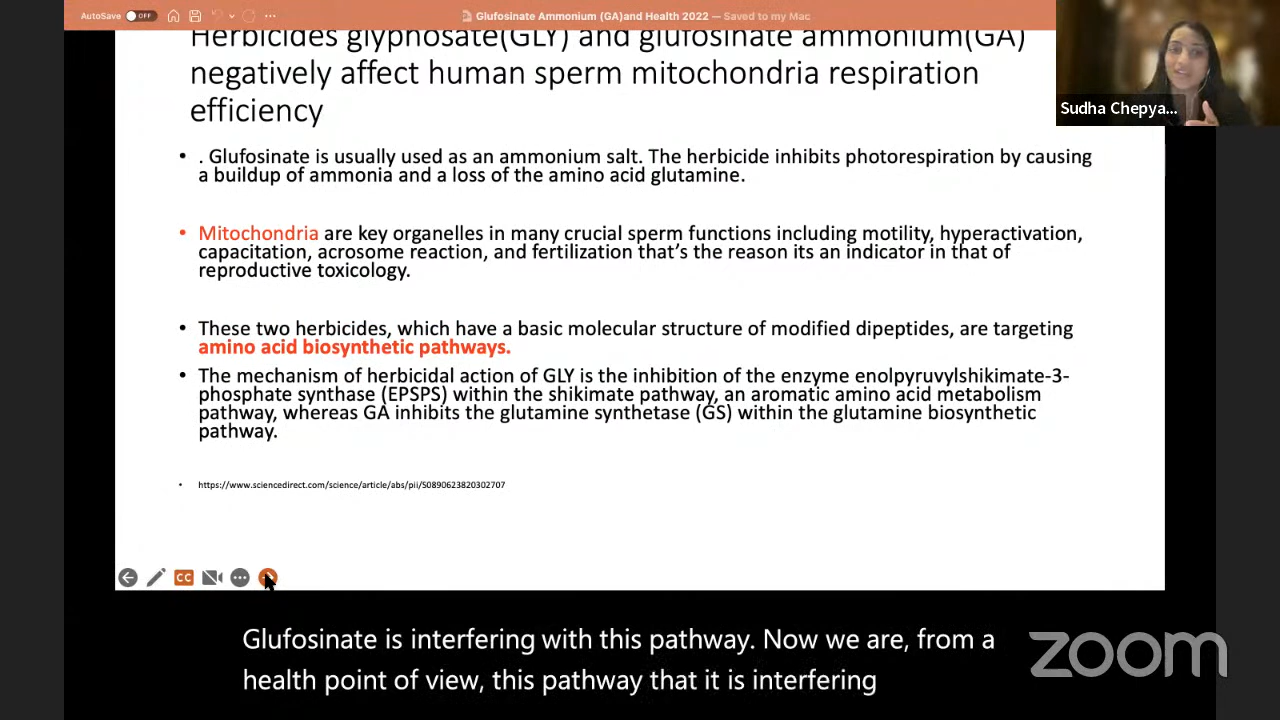 AutoSave OFF
Glufosinate Ammonium (GA)and Health 2022 — Saved to my Mac
Herbicides glyphosate(GLY) and glufosinate ammonium(GA)
negatively affect human sperm mitochondria respiration
efficiency
Sudha Chepya...
• . Glufosinate is usually used as an ammonium salt. The herbicide inhibits photorespiration by causing
a buildup of ammonia and a loss of the amino acid glutamine.
• Mitochondria are key organelles in many crucial sperm functions including motility, hyperactivation,
capacitation, acrosome reaction, and fertilization that’s the reason its an indicator in that of
reproductive toxicology.
• These two herbicides, which have a basic molecular structure of modified dipeptides, are targeting
amino acid biosynthetic pathways.
• The mechanism of herbicidal action of GLY is the inhibition of the enzyme enolpyruvylshikimate-3-
phosphate synthase (EPSPS) within the shikimate pathway, an aromatic amino acid metabolism
pathway, whereas GA inhibits the glutamine synthetase (GS) within the glutamine biosynthetic
pathway.
• https://www.sciencedirect.com/science/article/abs/pii/S0890623820302707
CC
Glufosinate is interfering with this pathway. Now we are, from a
health point of view, this pathway that it is interfering
zoom